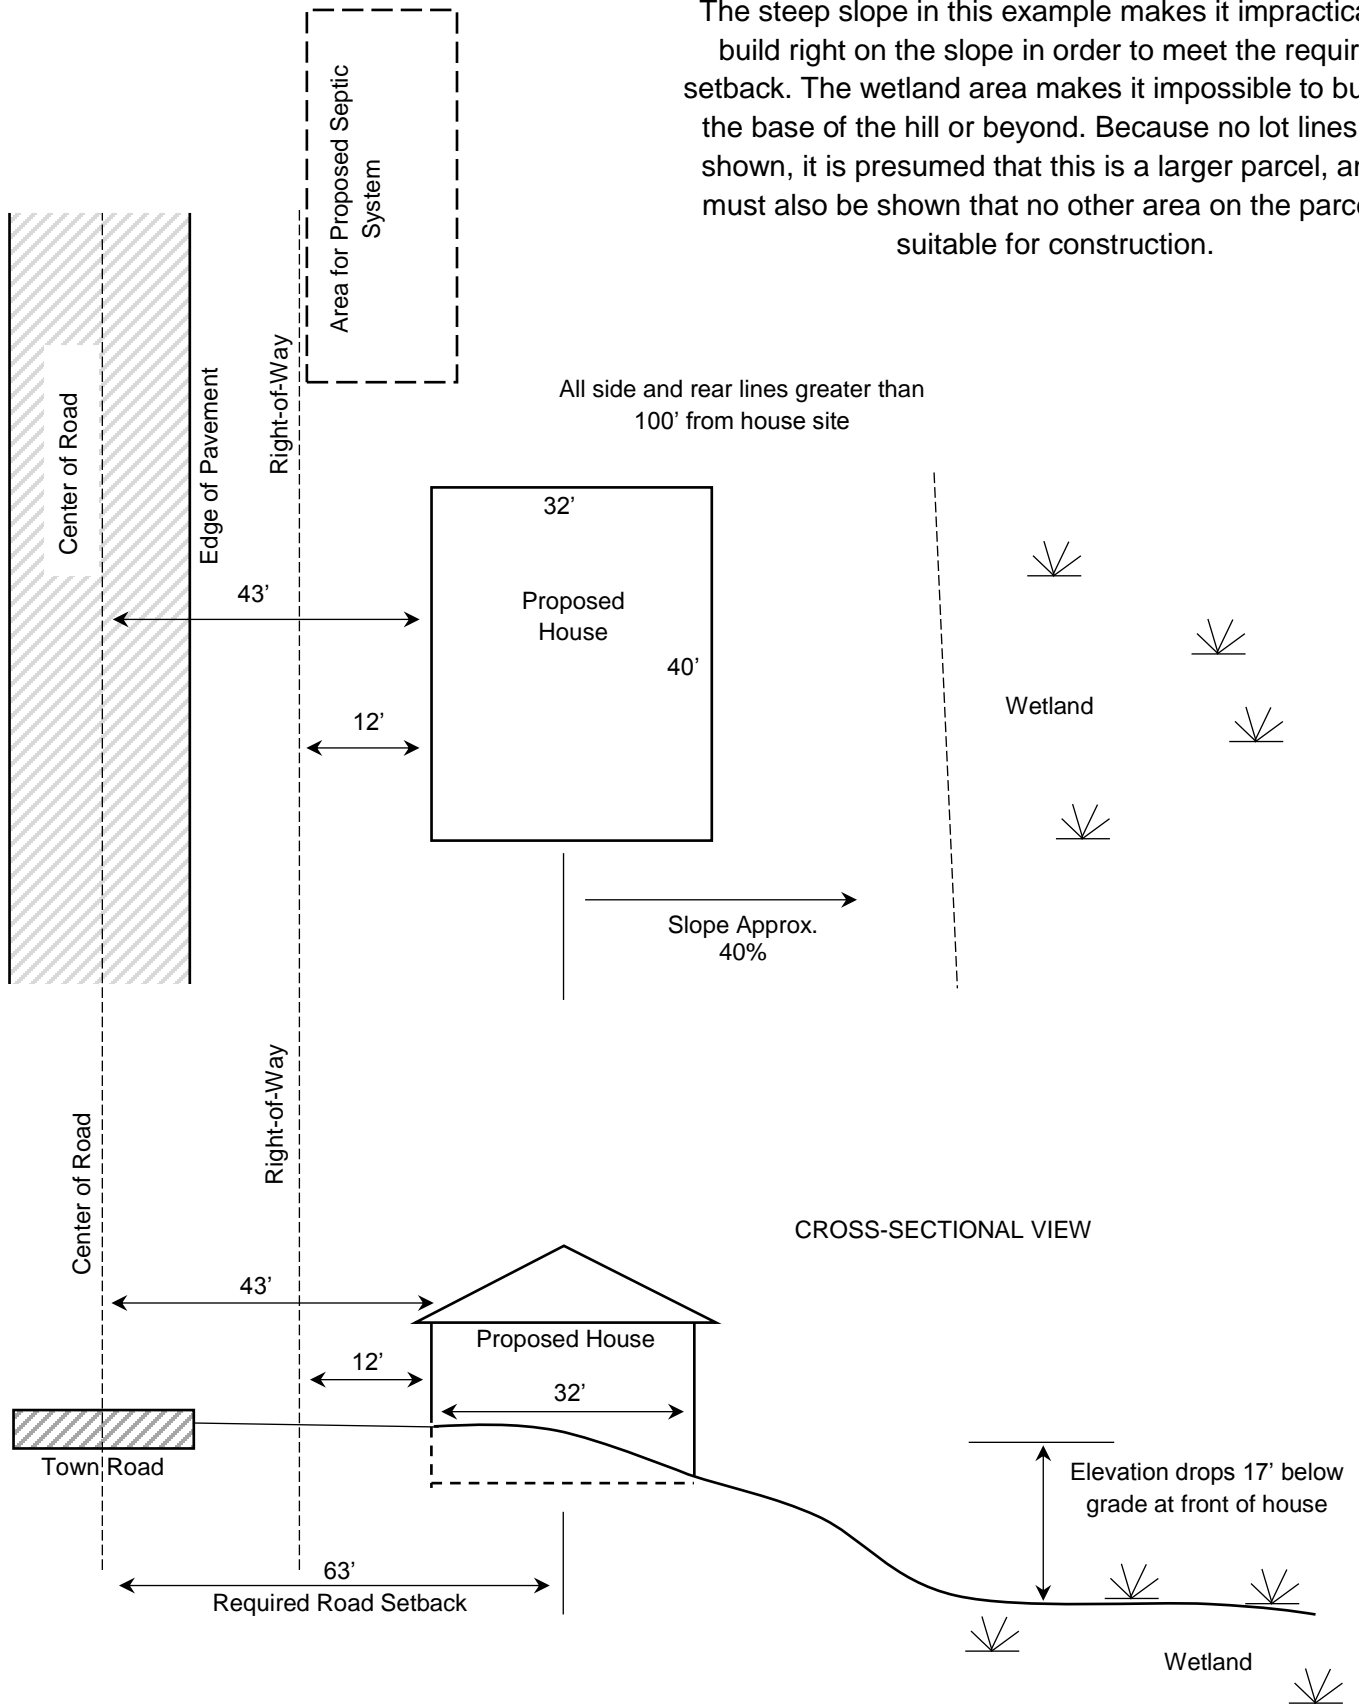 The steep slope in this example makes it impractica
build right on the slope in order to meet the requir
setback. The wetland area makes it impossible to bu
the base of the hill or beyond. Because no lot lines
shown, it is presumed that this is a larger parcel, a
must also be shown that no other area on the parce
suitable for construction.
Area for Proposed Septic
System
Center of Road
Edge of Pavement
Right-of-Way
All side and rear lines greater than
100’ from house site
32’
43’
Proposed
House
40’
12’
Wetland
Slope Approx.
40%
Center of Road
Right-of-Way
CROSS-SECTIONAL VIEW
43’
Proposed House
12’
32’
Town Road
Elevation drops 17’ below
grade at front of house
63’
Required Road Setback
Wetland